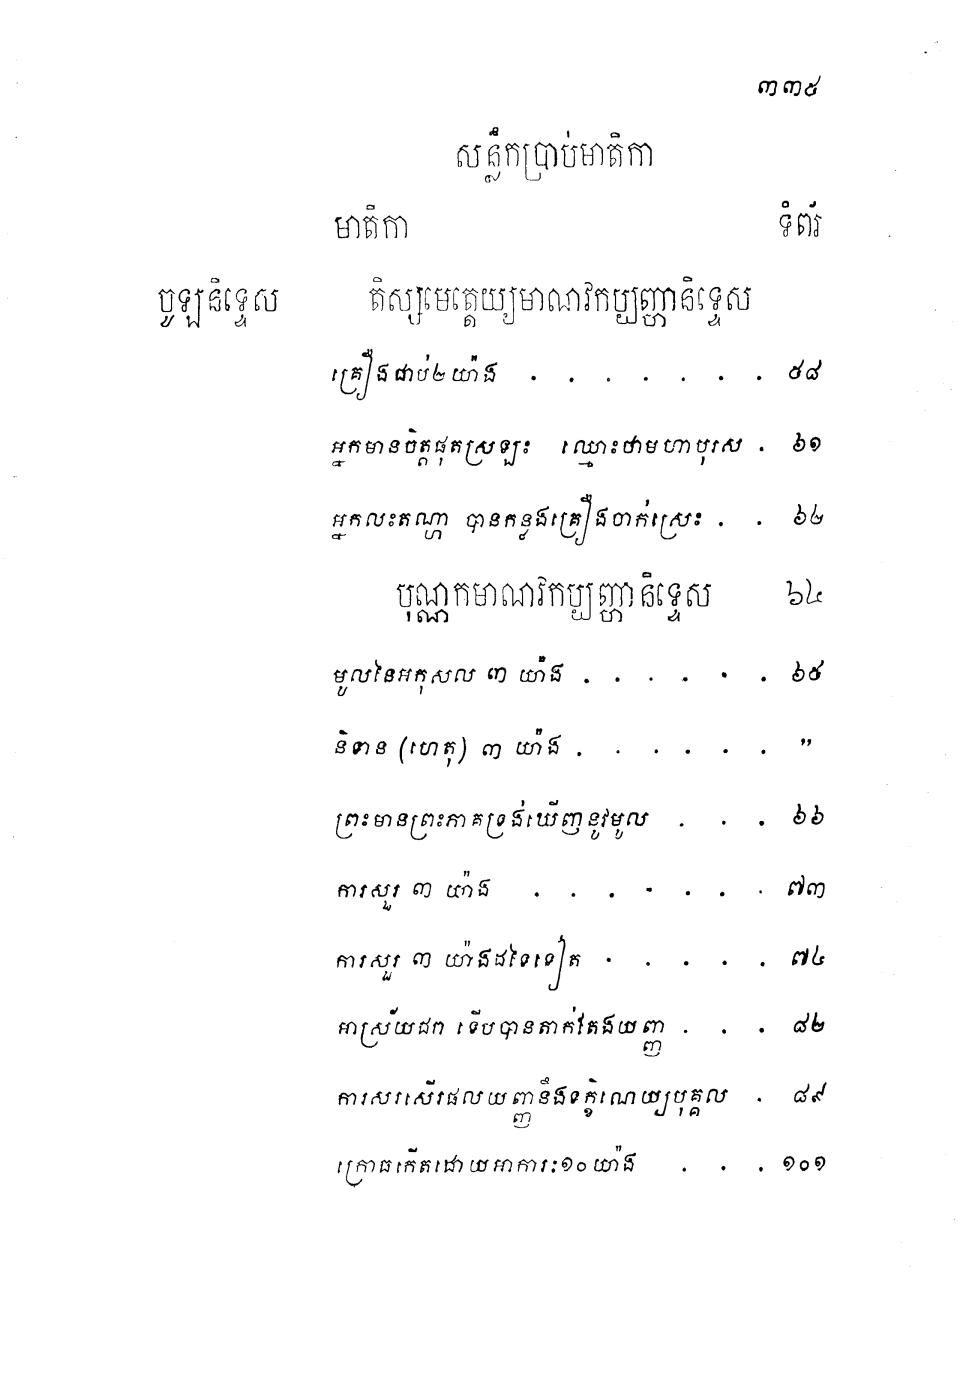 ៣៣៥
សន្លឹកប្រាប់មាតិកា
មាតិកា ទំព័រ
ចូឡនិទ្ទេស តិស្សមេត្តេយ្យមាណវិកប្បញ្ហានិទ្ទេស
គ្រឿងជាប់២យ៉ាង . . . . . . . ៥៨
អ្នកមានចិត្តផុតស្រឡះ ឈ្មោះថាមហាបុរស . ៦១
អ្នកលះតណ្ហា បានកន្លងគ្រឿងចាក់ស្រេះ . . ៦២
បុណ្ណកមាណវិកប្បញ្ហានិទ្ទេស ៦៤
មូលនៃអកុសល ៣ យ៉ាង . . . . . . ៦៥
និទាន (ហេតុ) ៣ យ៉ាង . . . . . . "
ព្រះមានព្រះភាគទ្រង់ឃើញនូវមូល . . . ៦៦
ការសួរ ៣ យ៉ាង . . . . . . . ៧៣
ការសួរ ៣ យ៉ាងដទៃទៀត . . . . . ៧៤
អាស្រ័យជរា ទើបបានតាក់តែងយញ្ញ . . . ៨២
ការសរសើរផលយញ្ញនឹងទក្ខិណេយ្យបុគ្គល . ៨៩
ក្រោធកើតដោយអាការៈ១០យ៉ាង . . . ១០១